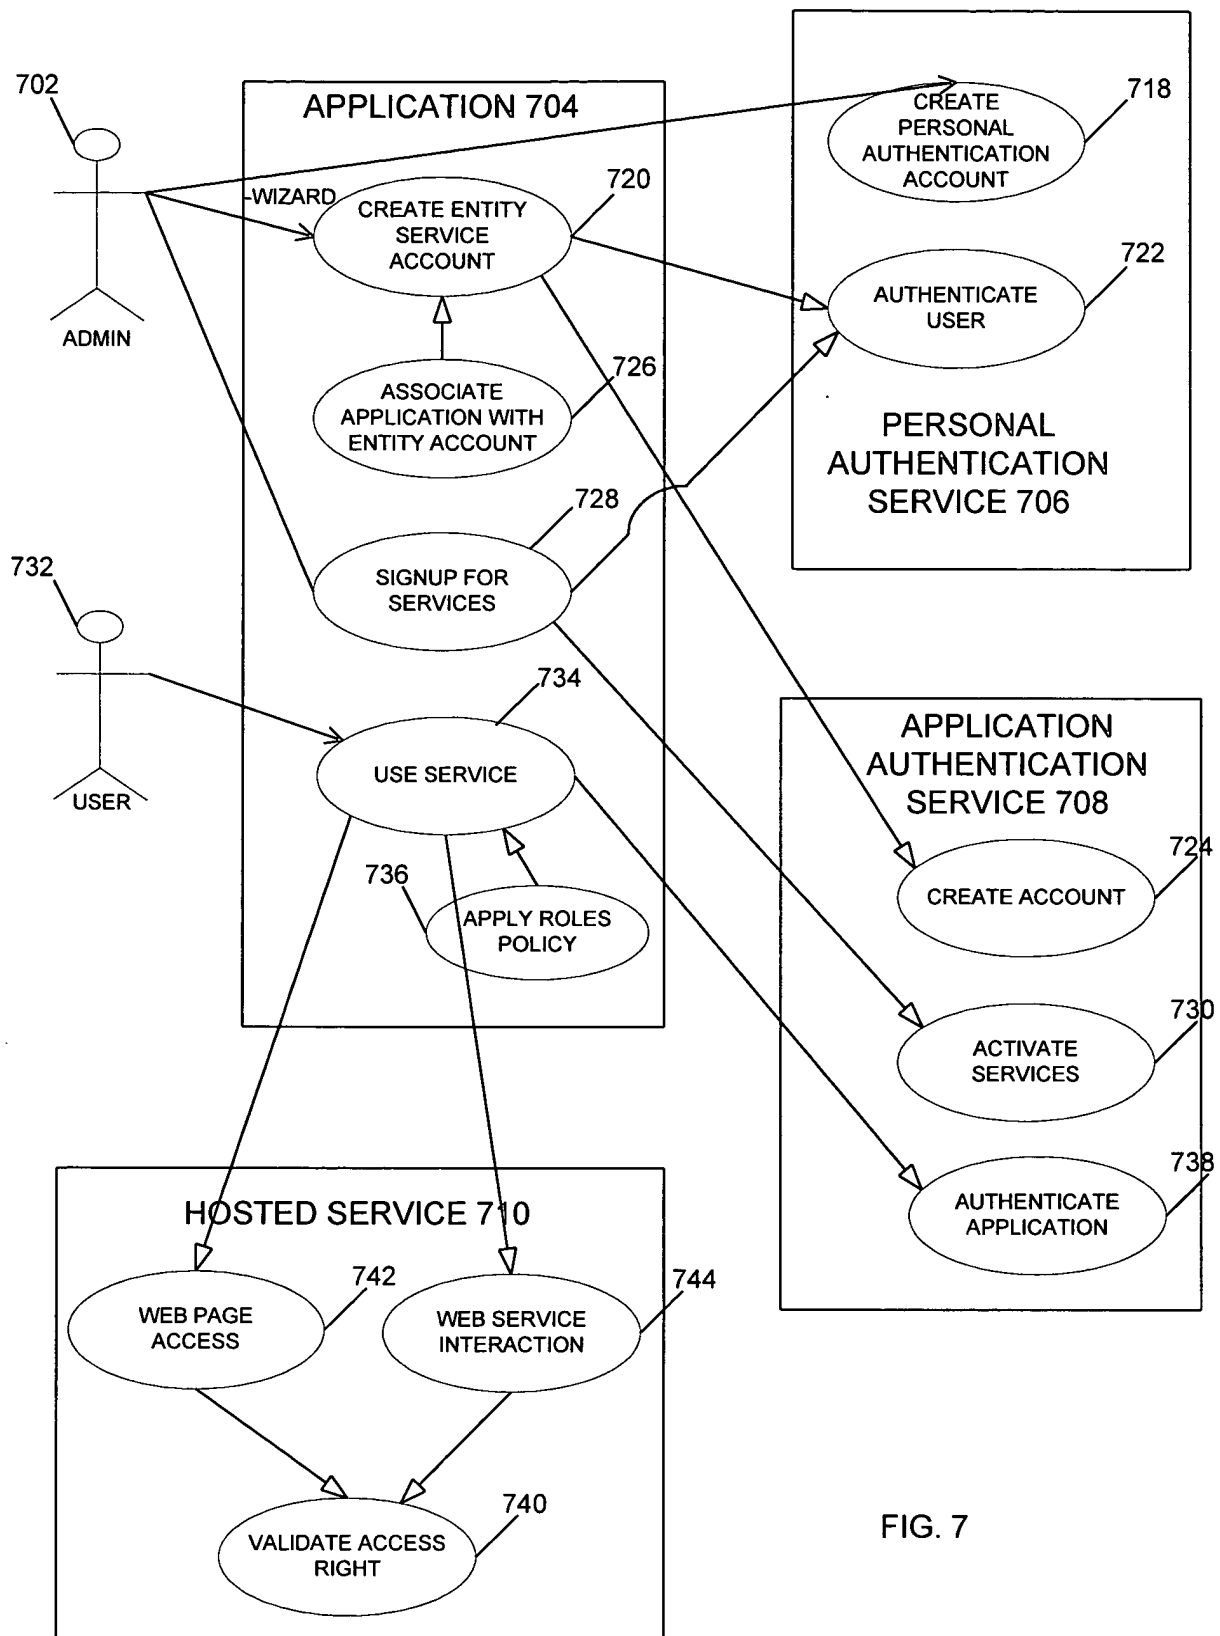 702
ADMIN
APPLICATION 704
-WIZARD
CREATE ENTITY
SERVICE
ACCOUNT
720
ASSOCIATE
APPLICATION WITH
ENTITY ACCOUNT
726
SIGNUP FOR
SERVICES
728
732
USER
USE SERVICE
734
736
APPLY ROLES
POLICY
CREATE
PERSONAL
AUTHENTICATION
ACCOUNT
718
AUTHENTICATE
USER
722
PERSONAL
AUTHENTICATION
SERVICE 706
APPLICATION
AUTHENTICATION
SERVICE 708
CREATE ACCOUNT
724
ACTIVATE
SERVICES
730
AUTHENTICATE
APPLICATION
738
HOSTED SERVICE 710
WEB PAGE
ACCESS
742
WEB SERVICE
INTERACTION
744
VALIDATE ACCESS
RIGHT
740
FIG. 7